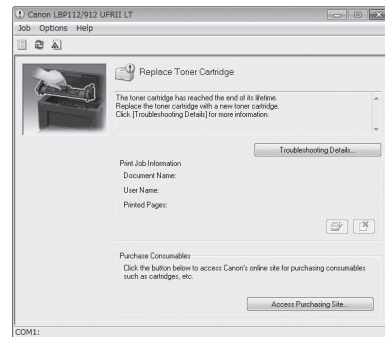 Canon LBP112/912 UFRII LT
Job Options Help
Replace Toner Cartridge
The toner cartridge has reached the end of its lifetime.
Replace the toner cartridge with a new toner cartridge.
Click [Troubleshooting Details] for more information.
Troubleshooting Details...
Print Job Information
Document Name:
User Name:
Printed Pages:
Purchase Consumables
Click the button below to access Canon's online site for purchasing consumables
such as cartridges, etc.
Access Purchasing Site...
COM1: